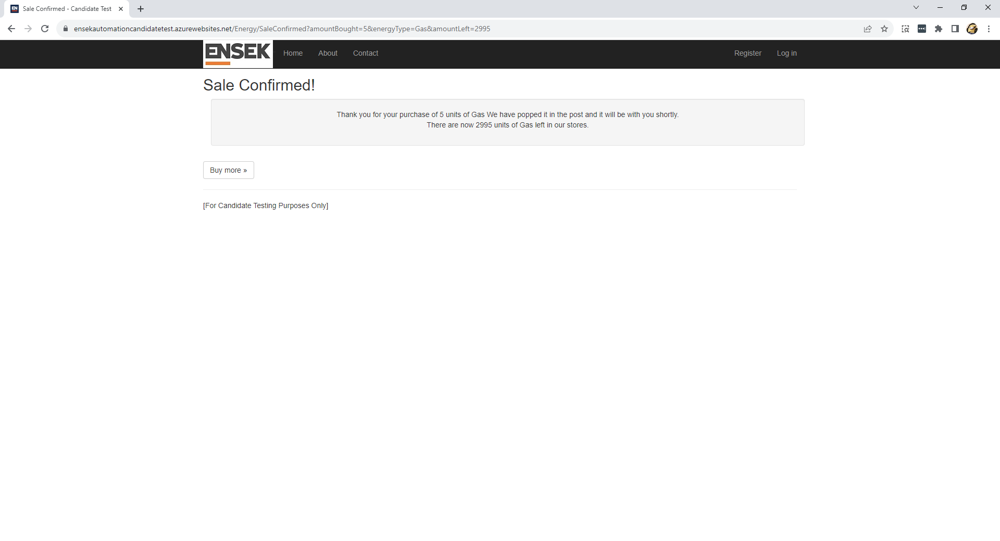 EN
Sale Confirmed - Candidate Test
ensekautomationcandidatetest.azurewebsites.net/Energy/SaleConfirmed?amountBought=5&energyType=Gas&amountLeft=2995
ENSEK Home About Contact Register Log in
Sale Confirmed!
Thank you for your purchase of 5 units of Gas We have popped it in the post and it will be with you shortly.
There are now 2995 units of Gas left in our stores.
Buy more »
[For Candidate Testing Purposes Only]